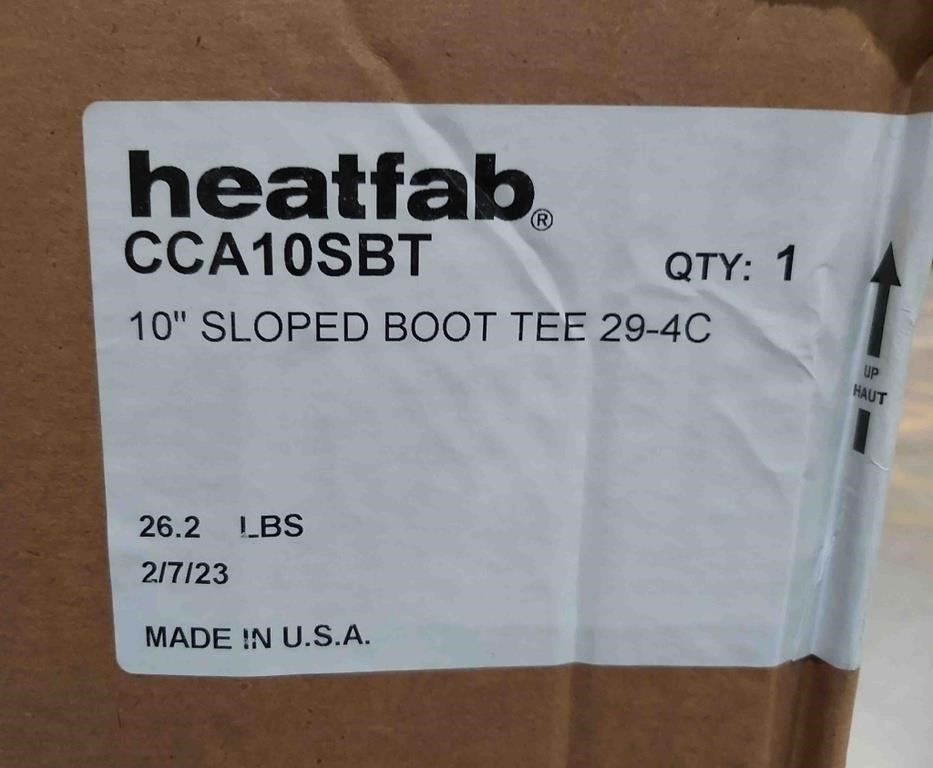 heatfab®
CCA10SBT
QTY: 1
10" SLOPED BOOT TEE 29-4C
26.2 LBS
2/7/23
MADE IN U.S.A.
UP
HAUT